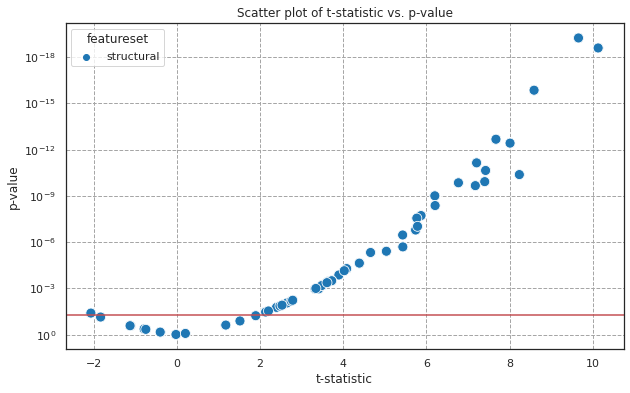 Scatter plot of t-statistic vs. p-value
featureset
structural
10⁻¹⁸
10⁻¹⁵
10⁻¹²
10⁻⁹
10⁻⁶
10⁻³
10⁰
p-value
−2 0 2 4 6 8 10
t-statistic